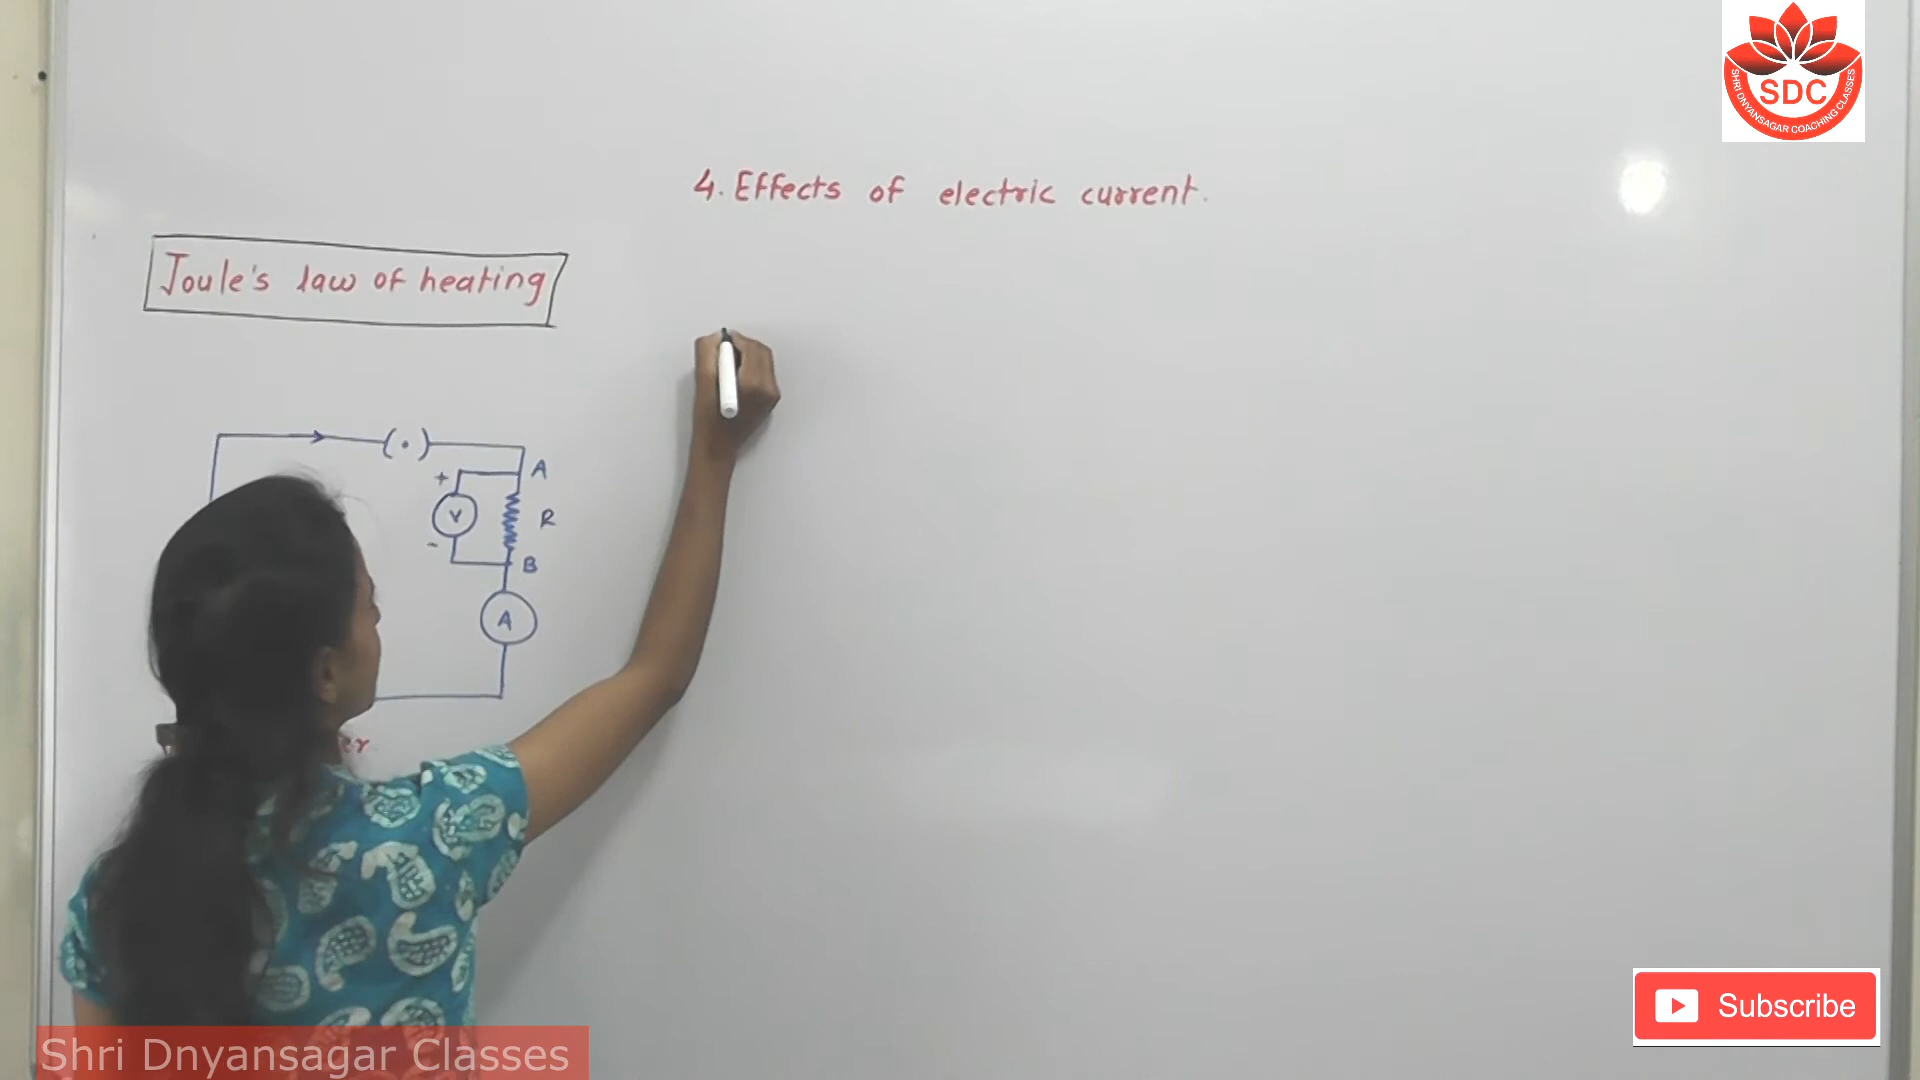 SDC
SHRI DNYANSAGAR COACHING CLASSES
4. Effects of electric current.
Joule's law of heating
A
+
V
R
-
B
A
Subscribe
Shri Dnyansagar Classes